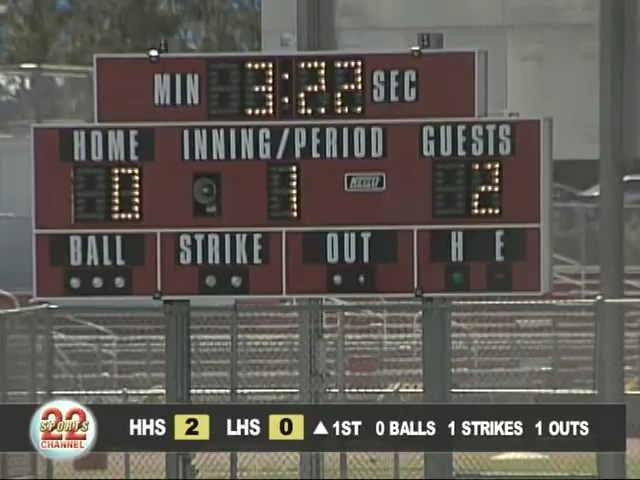 MIN 3:22 SEC
HOME INNING/PERIOD GUESTS
0 1 2
BALL STRIKE OUT H E
22 SPORTS CHANNEL HHS 2 LHS 0 ▲1ST 0 BALLS 1 STRIKES 1 OUTS